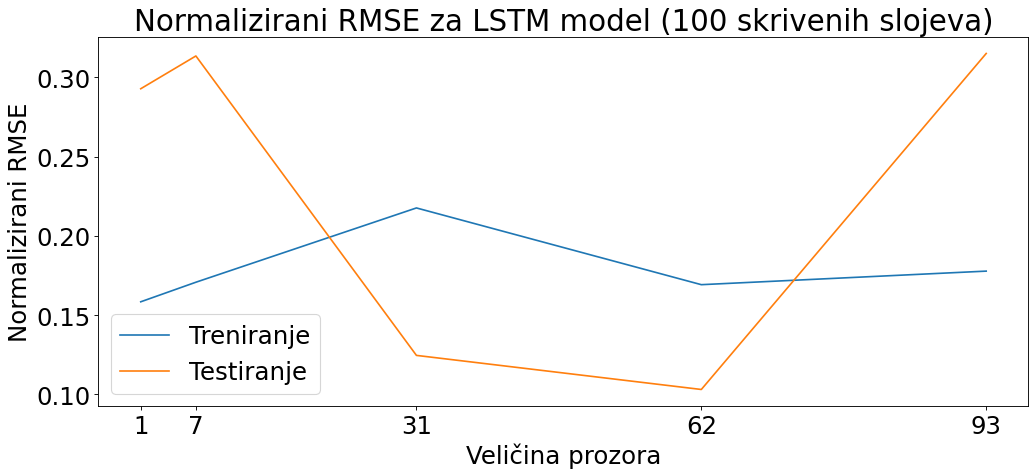 Normalizirani RMSE za LSTM model (100 skrivenih slojeva)
Normalizirani RMSE
0.30
0.25
0.20
0.15
0.10
Treniranje
Testiranje
1 7 31 62 93
Veličina prozora